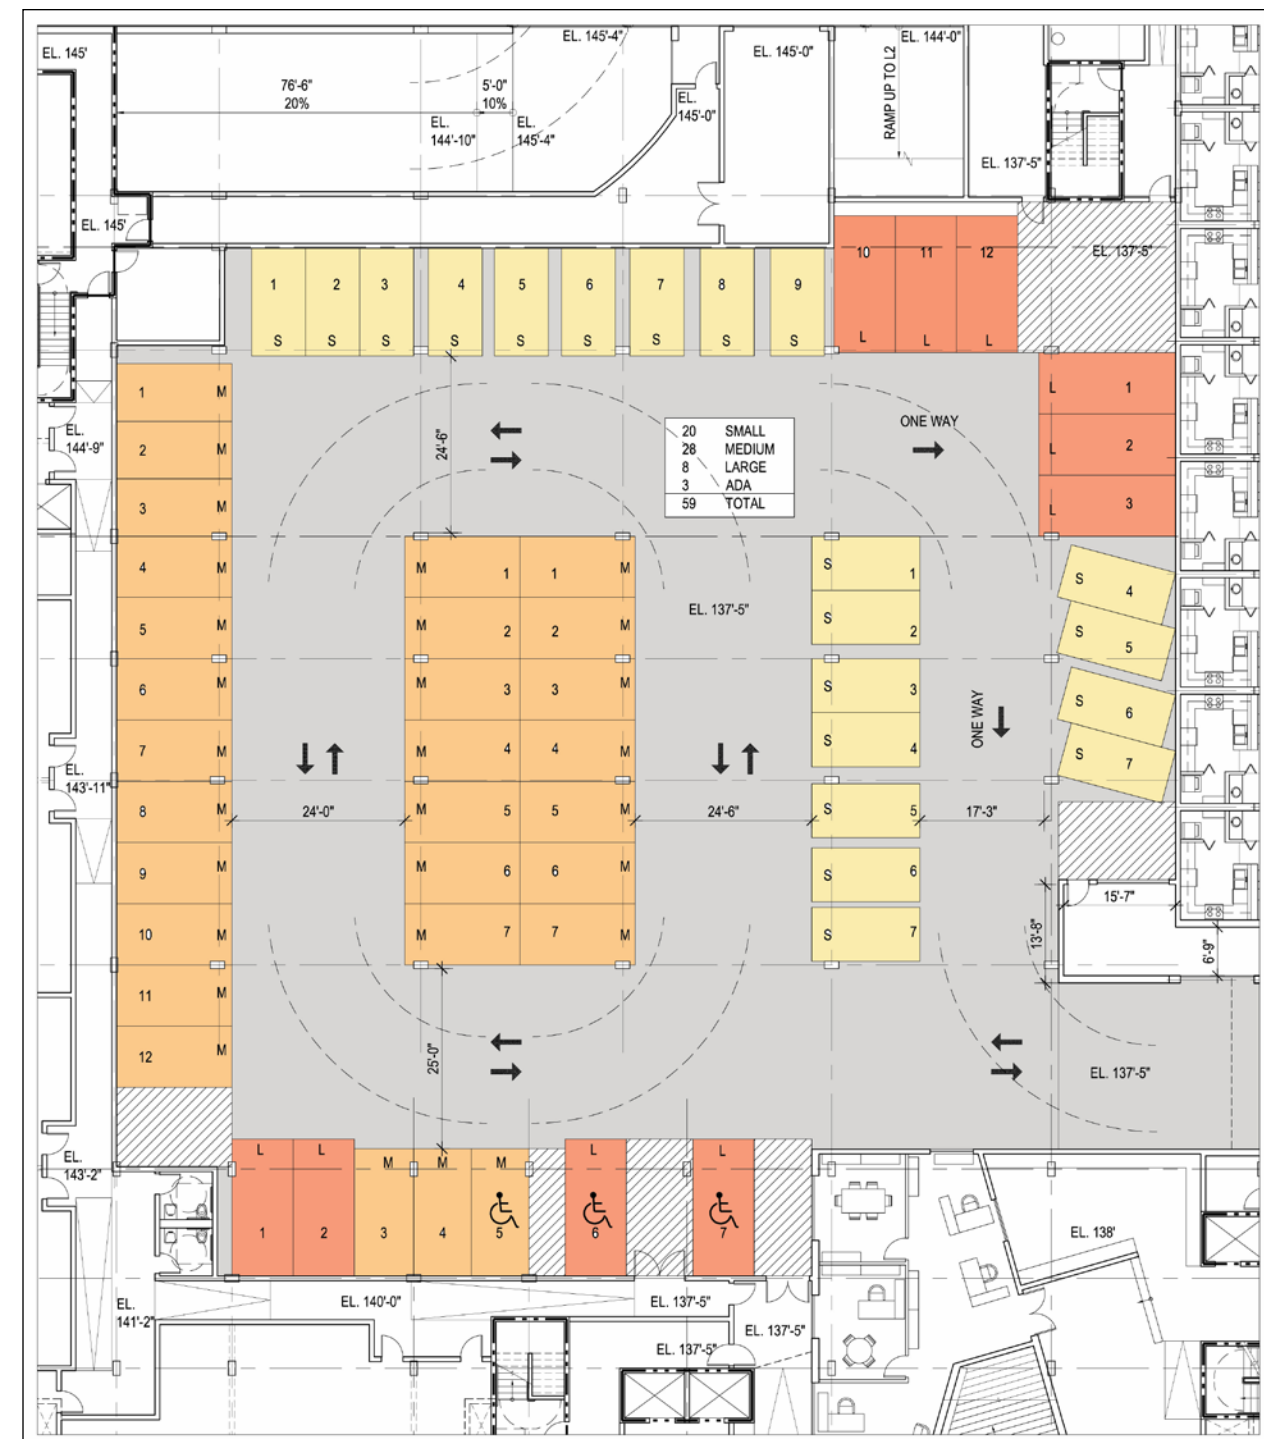 EL. 145'
76'-6"
20%
5'-0"
10%
EL.
144'-10"
EL.
145'-4"
EL. 145'-4"
EL.
145'-0"
EL. 145'-0"
RAMP UP TO L2
EL. 144'-0"
EL. 137'-5"
EL. 145'
EL. 137'-5"
1 2 3 4 5 6 7 8 9
S S S S S S S S S
10 11 12
L L L
1 M
2 M
3 M
4 M
5 M
6 M
7 M
8 M
9 M
10 M
11 M
12 M
EL.
144'-9"
EL.
143'-11"
EL.
143'-2"
EL.
141'-2"
24'-6"
20 SMALL
28 MEDIUM
8 LARGE
3 ADA
59 TOTAL
ONE WAY
L 1
L 2
L 3
M 1 1 M
M 2 2 M
M 3 3 M
M 4 4 M
M 5 5 M
M 6 6 M
M 7 7 M
EL. 137'-5"
S 1
S 2
S 3
S 4
S 5
S 6
S 7
ONE WAY
S 4
S 5
S 6
S 7
24'-0"
24'-6"
17'-3"
15'-7"
13'-8"
6'-9"
25'-0"
EL. 137'-5"
L L M M M L L
1 2 3 4 5 6 7
EL. 140'-0"
EL. 137'-5"
EL. 137'-5"
EL. 137'-5"
EL. 138'